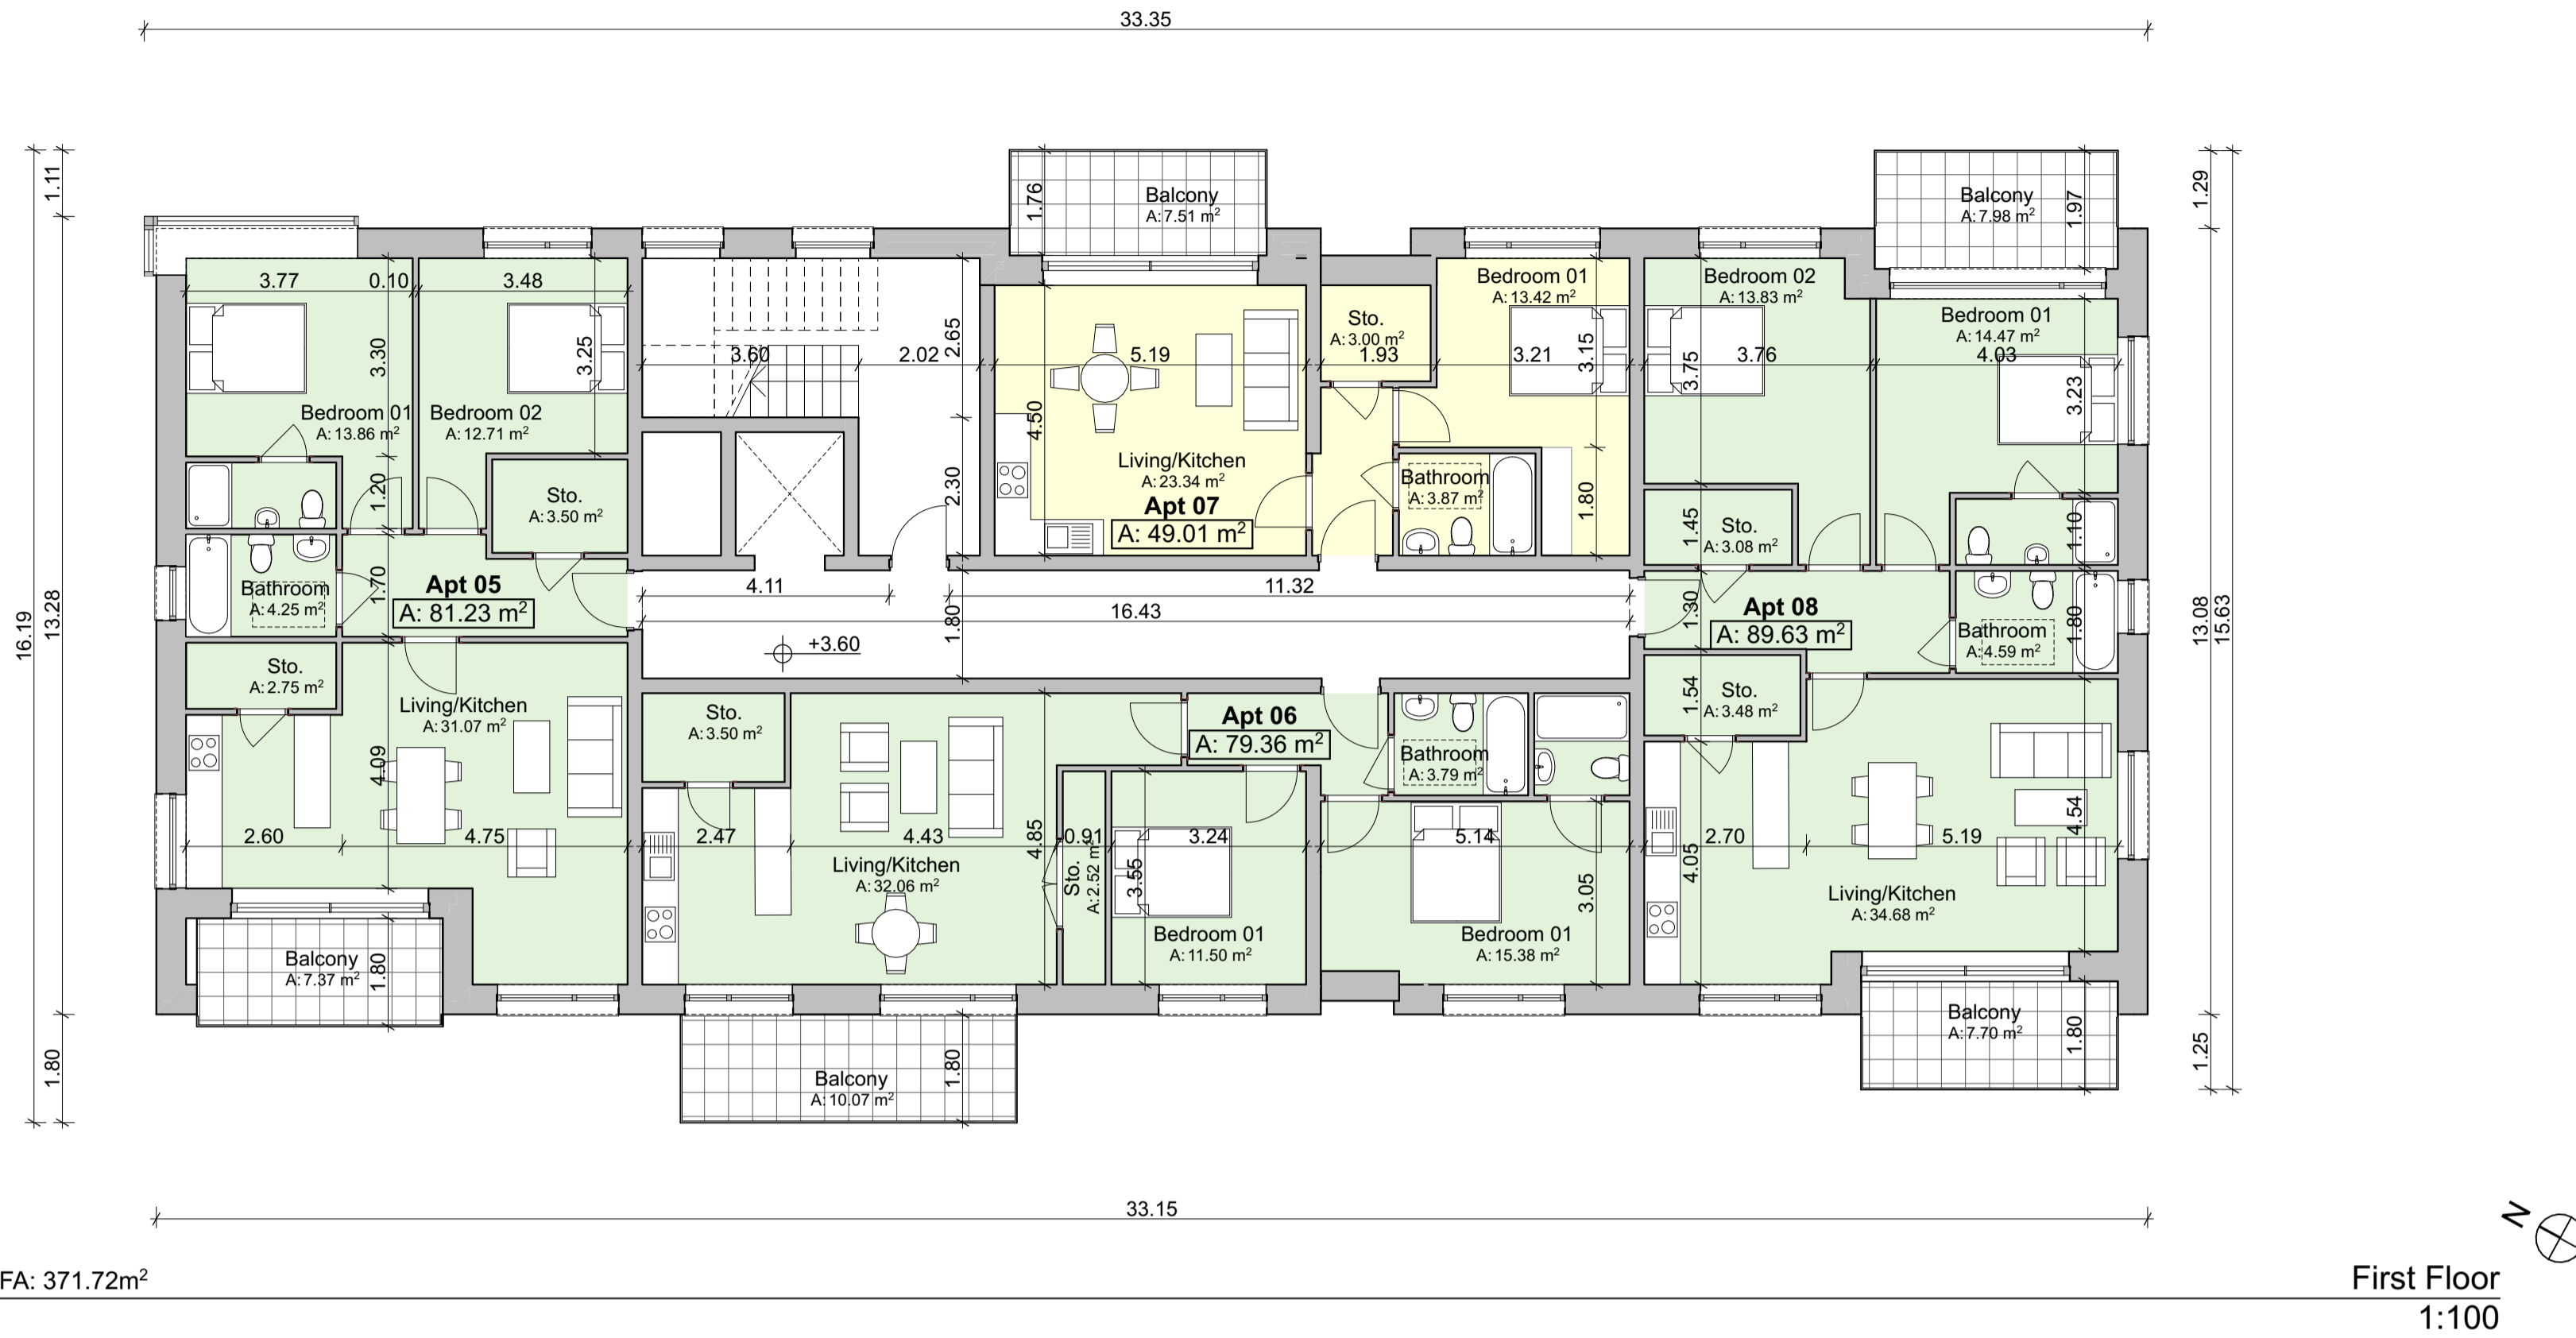 33.35
1.11
16.19
13.28
1.80
1.29
13.08
15.63
1.25
1.76
Balcony
A: 7.51 m²
Balcony
A: 7.98 m²
1.97
3.77
0.10
3.48
3.30
3.25
Bedroom 01
A: 13.86 m²
Bedroom 02
A: 12.71 m²
1.20
Sto.
A: 3.50 m²
Bathroom
A: 4.25 m²
1.70
Apt 05
A: 81.23 m²
Sto.
A: 2.75 m²
Living/Kitchen
A: 31.07 m²
4.09
2.60
4.75
Balcony
A: 7.37 m²
1.80
3.60
2.02
2.65
2.30
5.19
4.50
Living/Kitchen
A: 23.34 m²
Apt 07
A: 49.01 m²
Sto.
A: 3.00 m²
1.93
Bedroom 01
A: 13.42 m²
3.21
3.15
Bathroom
A: 3.87 m²
1.80
Bedroom 02
A: 13.83 m²
3.75
3.76
Bedroom 01
A: 14.47 m²
4.03
3.23
1.45
Sto.
A: 3.08 m²
1.10
1.30
Apt 08
A: 89.63 m²
Bathroom
A: 4.59 m²
1.80
1.54
Sto.
A: 3.48 m²
4.11
11.32
16.43
1.80
+3.60
Sto.
A: 3.50 m²
Apt 06
A: 79.36 m²
Bathroom
A: 3.79 m²
2.47
4.43
4.85
Living/Kitchen
A: 32.06 m²
0.91
Sto.
A: 2.52 m²
3.24
3.55
Bedroom 01
A: 11.50 m²
5.14
3.05
Bedroom 01
A: 15.38 m²
2.70
5.19
4.05
4.54
Living/Kitchen
A: 34.68 m²
Balcony
A: 10.07 m²
1.80
Balcony
A: 7.70 m²
1.80
33.15
N
FA: 371.72m²
First Floor
1:100